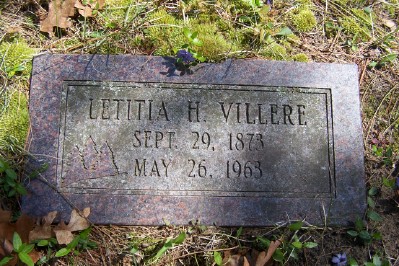 LETITIA H. VILLERE
SEPT. 29, 1873
MAY 26, 1963